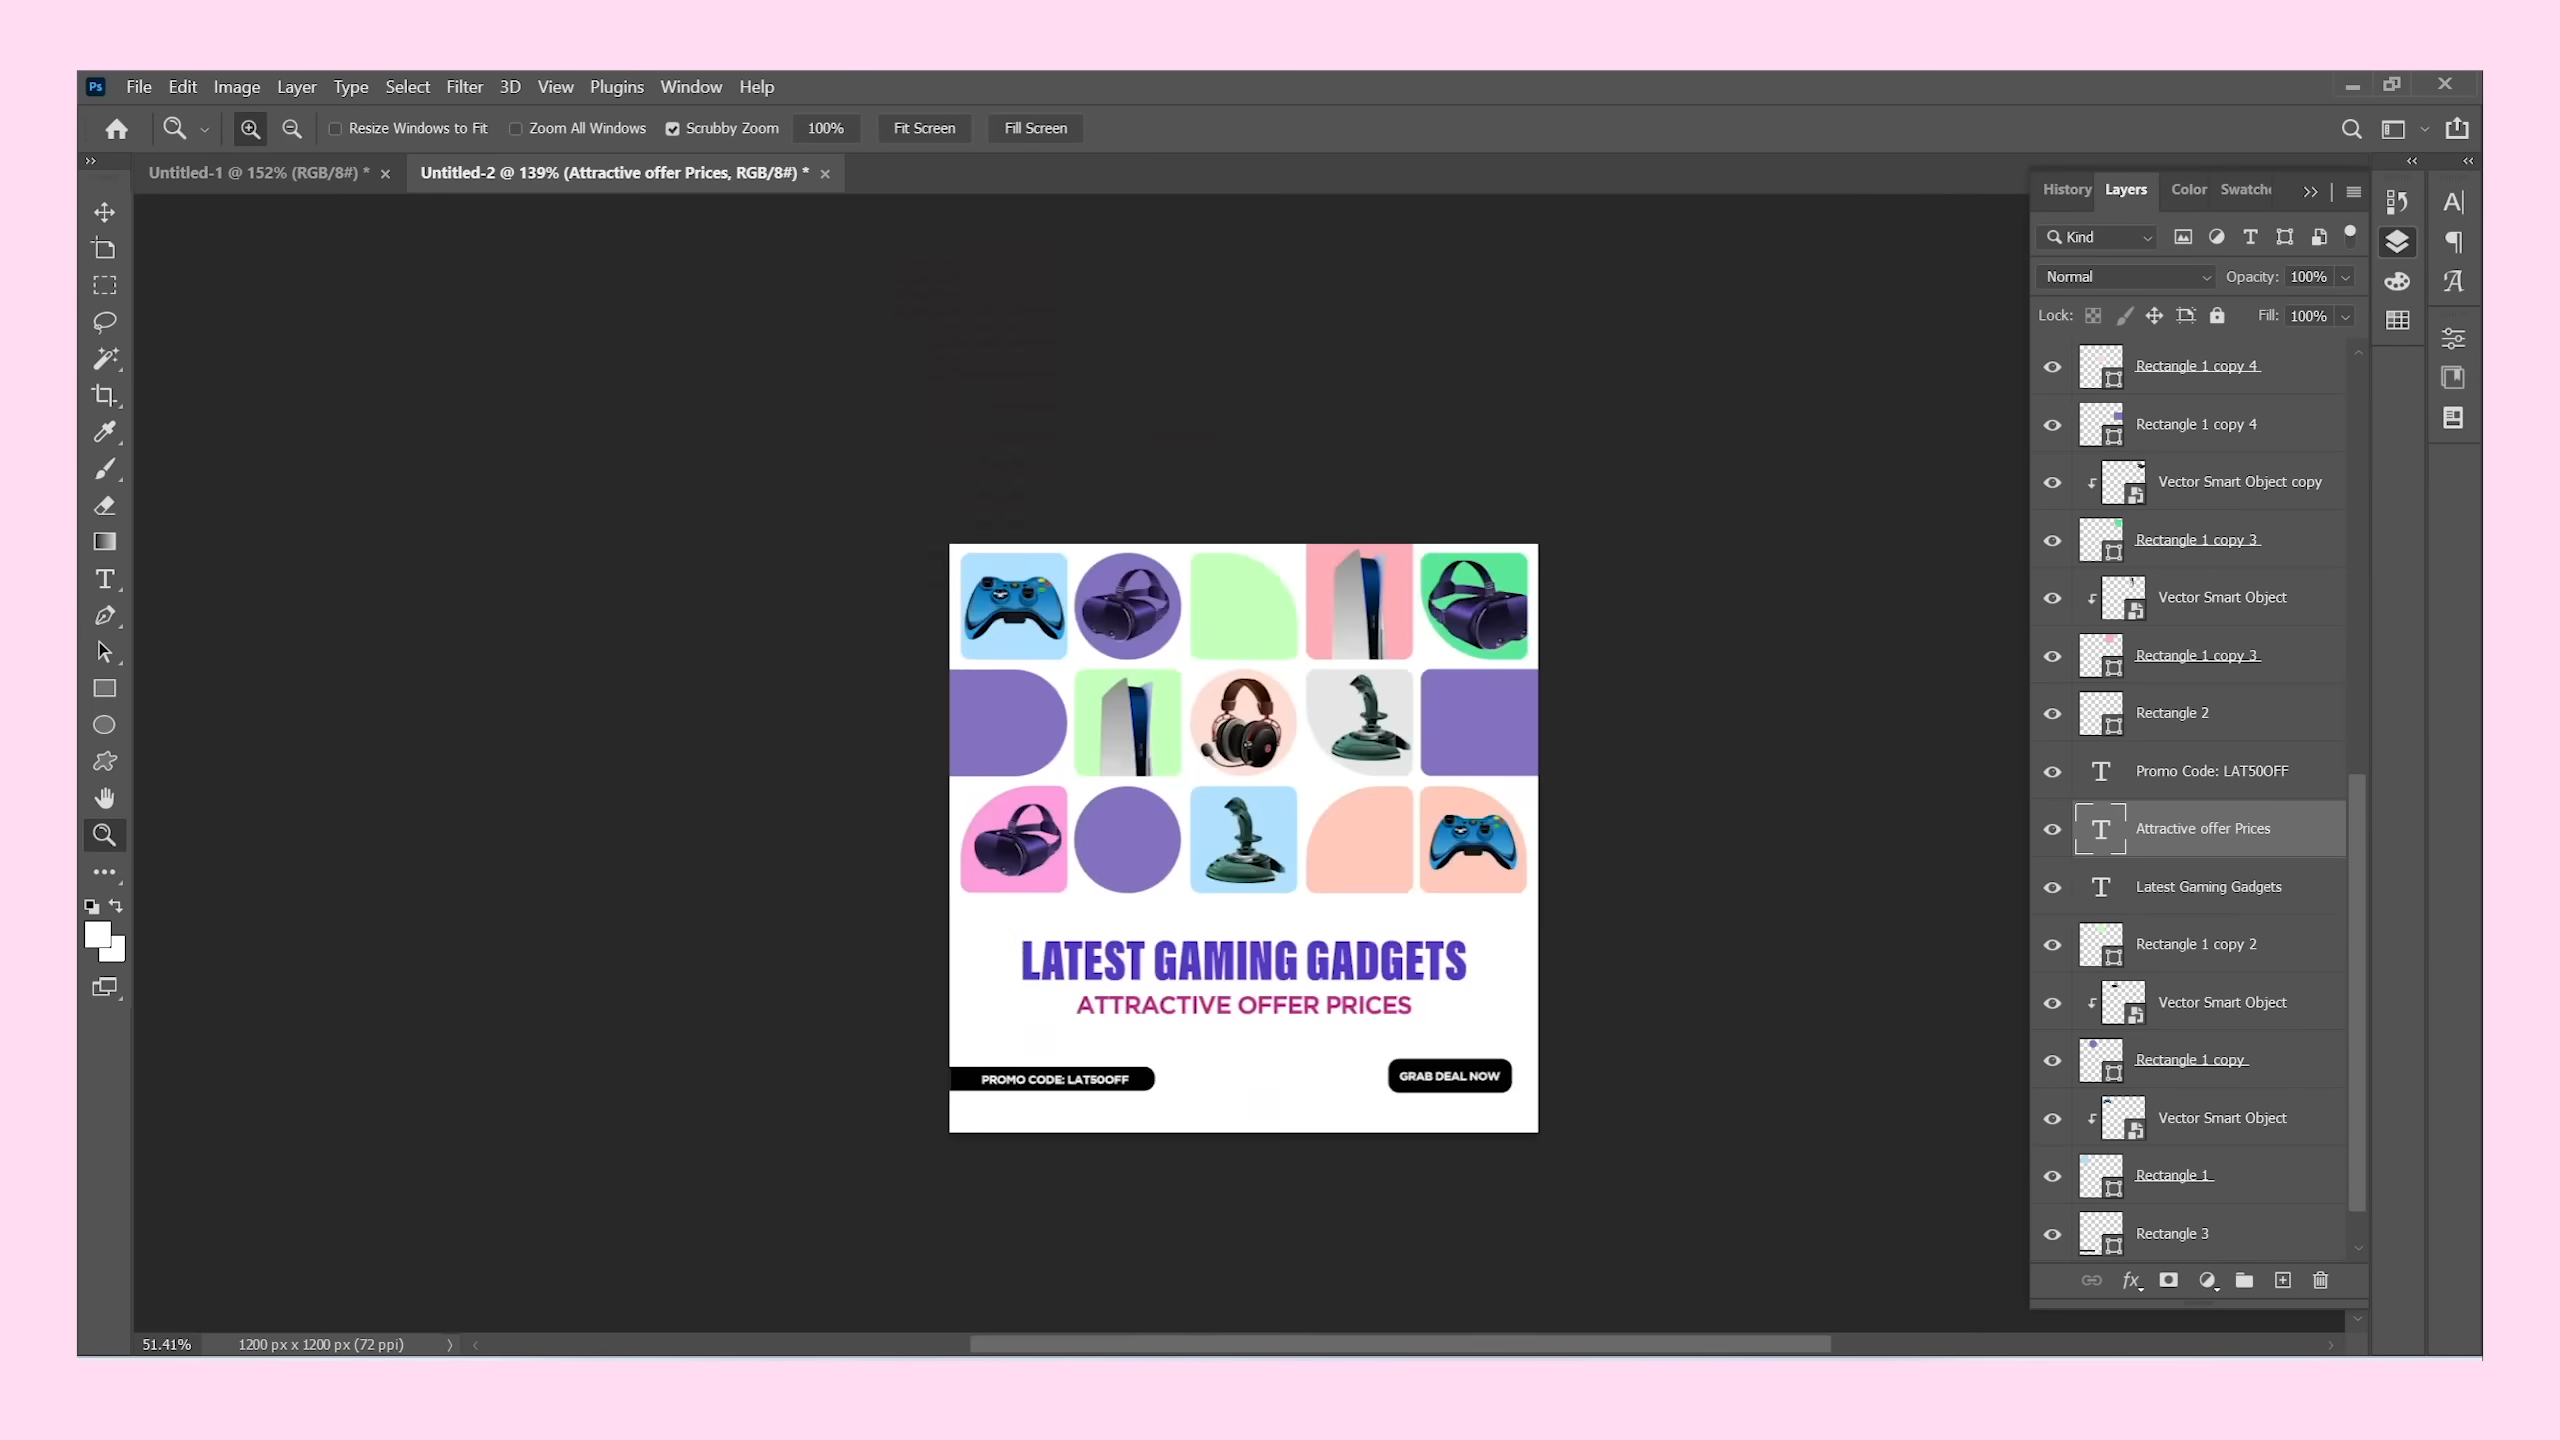 Ps File Edit Image Layer Type Select Filter 3D View Plugins Window Help
Resize Windows to Fit Zoom All Windows Scrubby Zoom 100% Fit Screen Fill Screen
Untitled-1 @ 152% (RGB/8#) * × Untitled-2 @ 139% (Attractive offer Prices, RGB/8#) * ×
History Layers Color Swatche
Kind
Normal Opacity: 100%
Lock: Fill: 100%
Rectangle 1 copy 4
Rectangle 1 copy 4
Vector Smart Object copy
Rectangle 1 copy 3
Vector Smart Object
Rectangle 1 copy 3
Rectangle 2
Promo Code: LAT50OFF
Attractive offer Prices
Latest Gaming Gadgets
Rectangle 1 copy 2
Vector Smart Object
Rectangle 1 copy
Vector Smart Object
Rectangle 1
Rectangle 3
LATEST GAMING GADGETS
ATTRACTIVE OFFER PRICES
PROMO CODE: LAT50OFF
GRAB DEAL NOW
51.41% 1200 px x 1200 px (72 ppi)